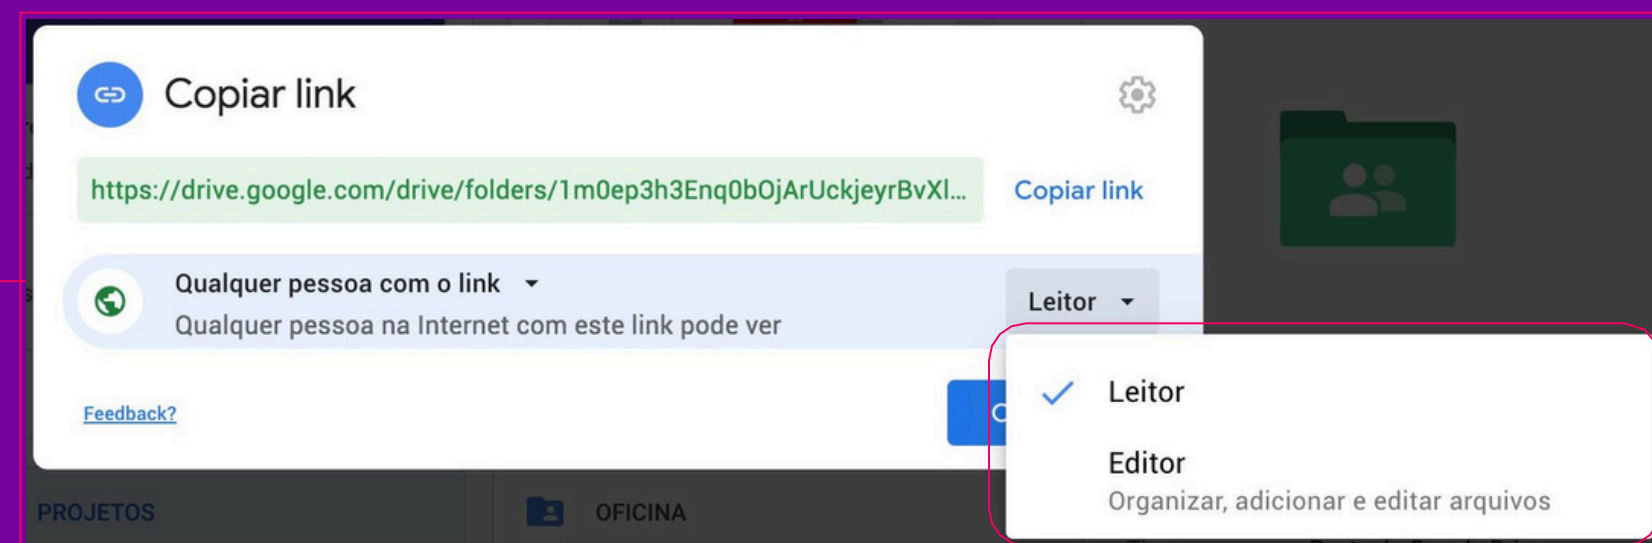 Copiar link
https://drive.google.com/drive/folders/1m0ep3h3Enq0bOjArUckjeyrBvXl...
Copiar link
Qualquer pessoa com o link
Qualquer pessoa na Internet com este link pode ver
Leitor
Leitor
Editor
Organizar, adicionar e editar arquivos
Feedback?
PROJETOS
OFICINA